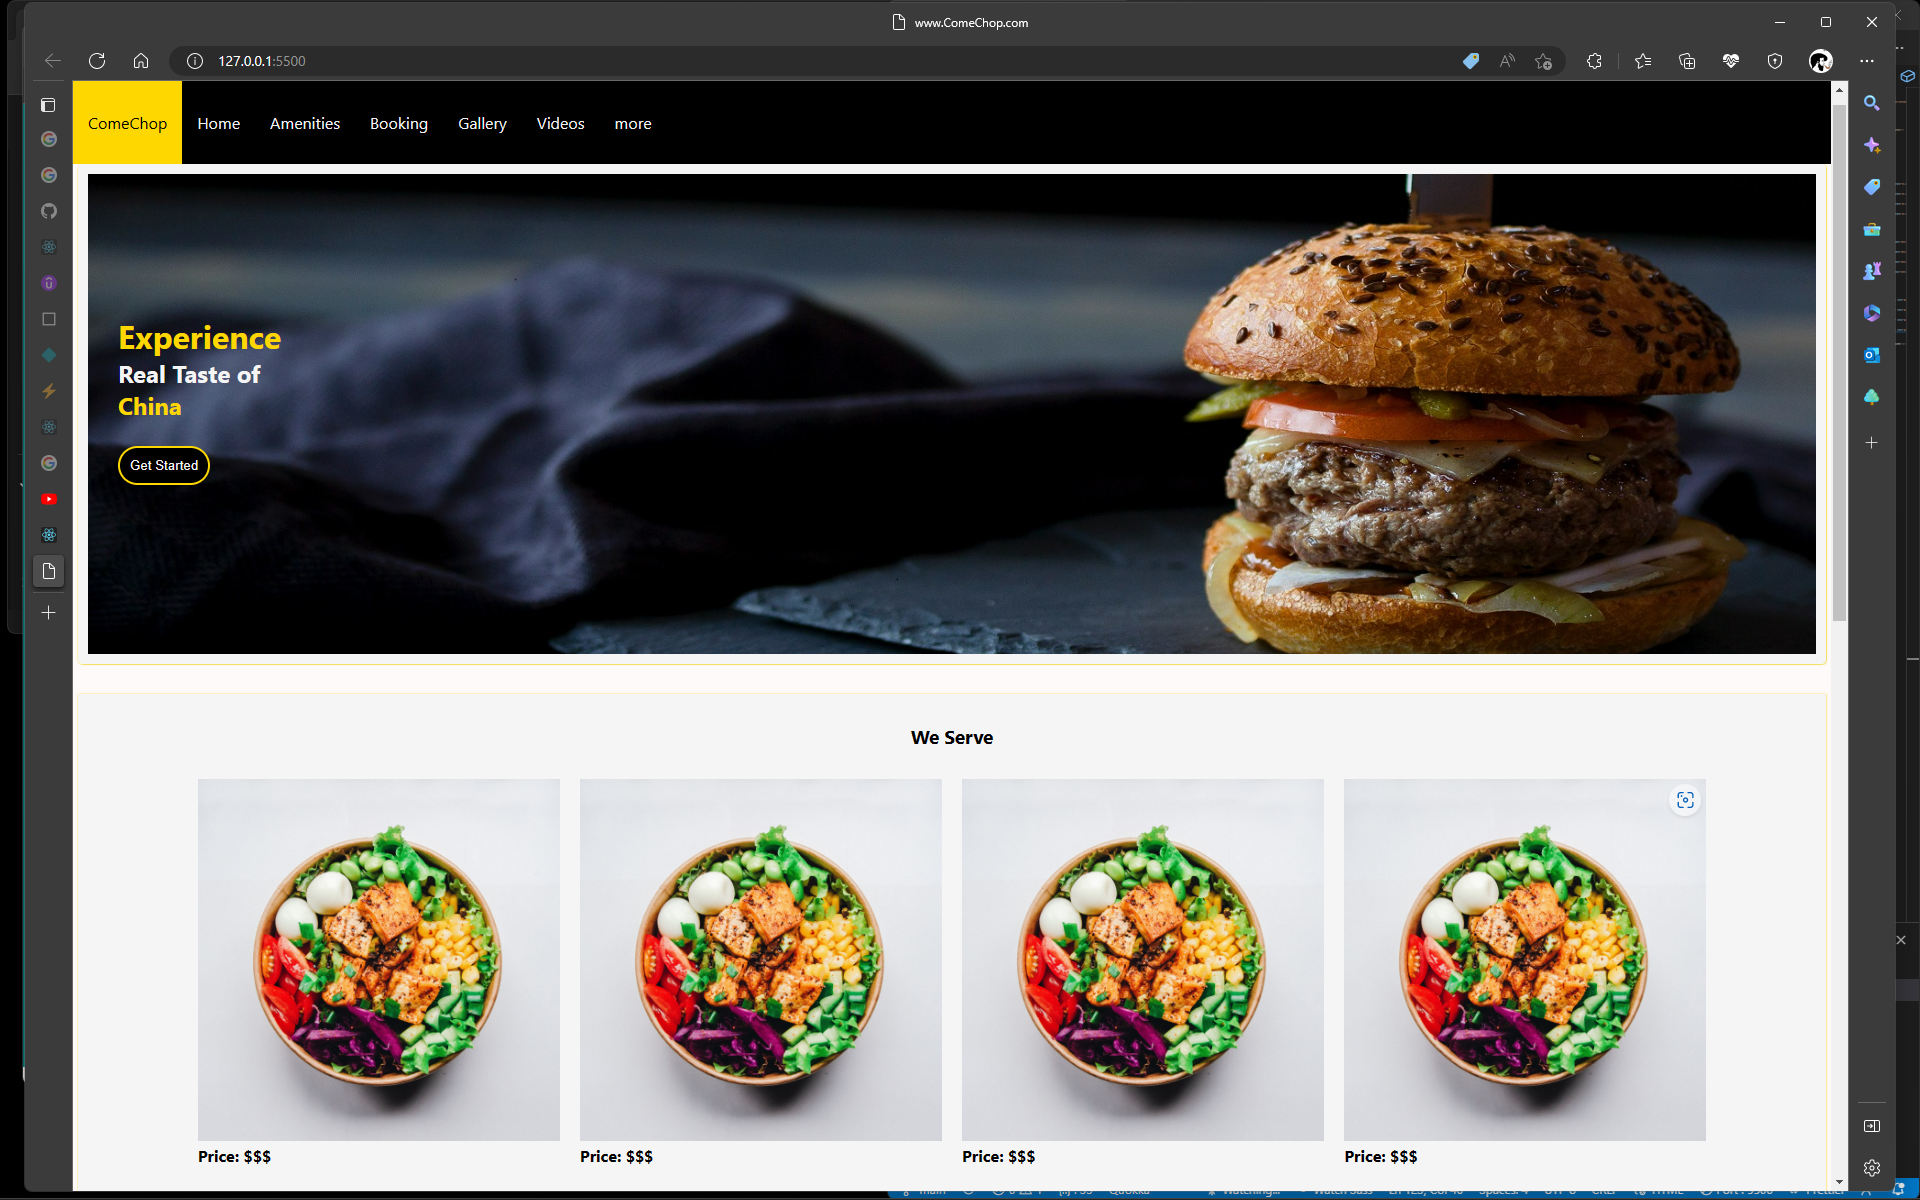 www.ComeChop.com
127.0.0.1:5500
ComeChop Home Amenities Booking Gallery Videos more
Experience
Real Taste of
China
Get Started
We Serve
Price: $$$ Price: $$$ Price: $$$ Price: $$$